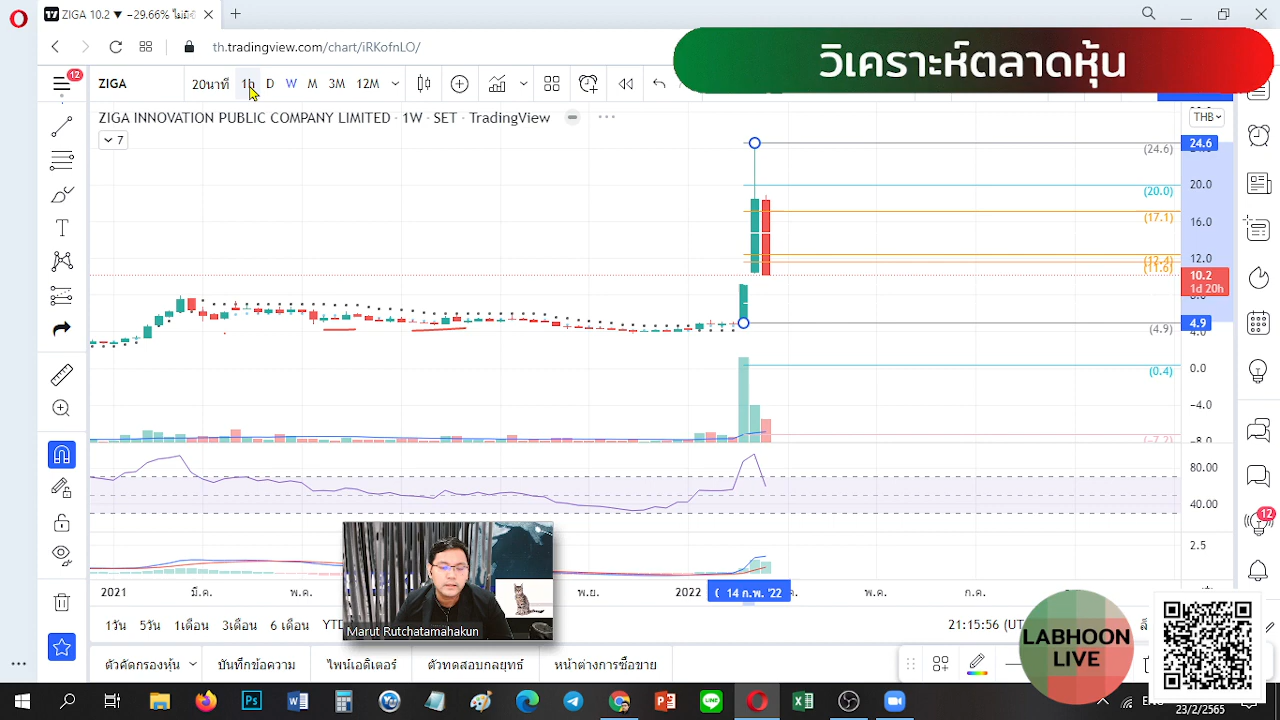 ZIGA 10.2 ▼ −29.66%
th.tradingview.com/chart/iRKofnLO/
วิเคราะห์ตลาดหุ้น
12
ZIGA
20นาที
D
W
M
3M
12M
ZIGA INNOVATION PUBLIC COMPANY LIMITED · 1W · SET · TradingView
THB
7
24.6
(24.6)
20.0
(20.0)
(17.1)
16.0
12.0
(12.4)
(11.6)
10.2
1d 20h
4.9
(4.9)
4.0
0.0
(0.4)
−4.0
(−7.2)
−8.0
80.00
40.00
12
2.5
2021
มี.ค.
พ.ย.
2022
14 ก.พ. '22
พ.ค.
ก.ค.
1วัน
5วัน
1เดือน
3เดือน
6 เดือน
YTD
21:15:56
Marut Rutchatamahakun
LABHOON
LIVE
ตัวคัดกรองหุ้น
บันทึกข้อความ
ไพน์เอดิเตอร์
ตัวทดสอบกลยุทธ์
หน้าต่างการซื้อขาย
23/2/2565